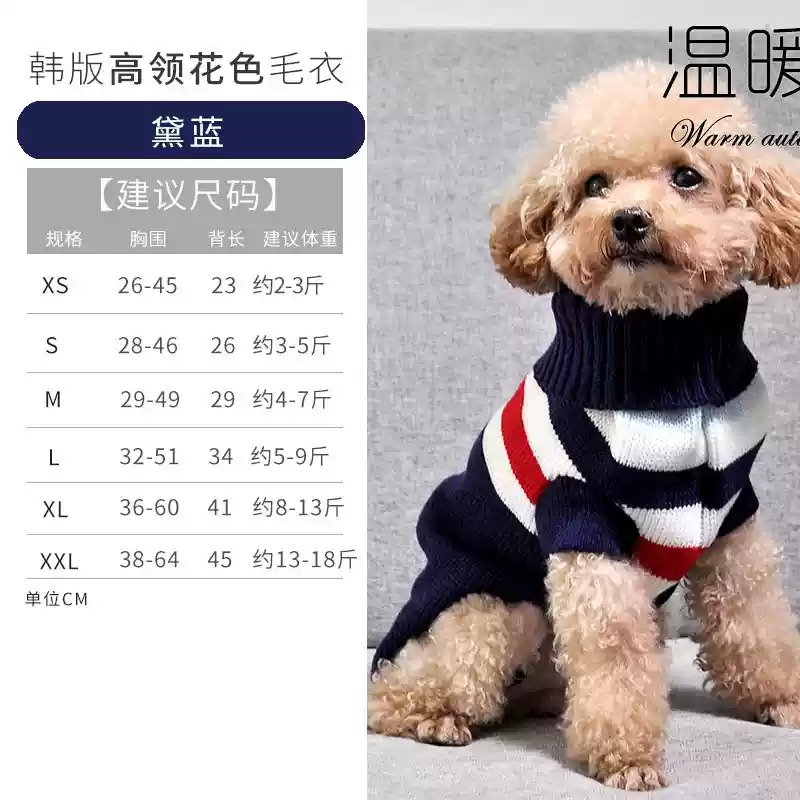 韩版高领花色毛衣
黛蓝
【建议尺码】
规格 胸围 背长 建议体重
XS 26-45 23 约2-3斤
S 28-46 26 约3-5斤
M 29-49 29 约4-7斤
L 32-51 34 约5-9斤
XL 36-60 41 约8-13斤
XXL 38-64 45 约13-18斤
单位CM
温暖
Warm auto